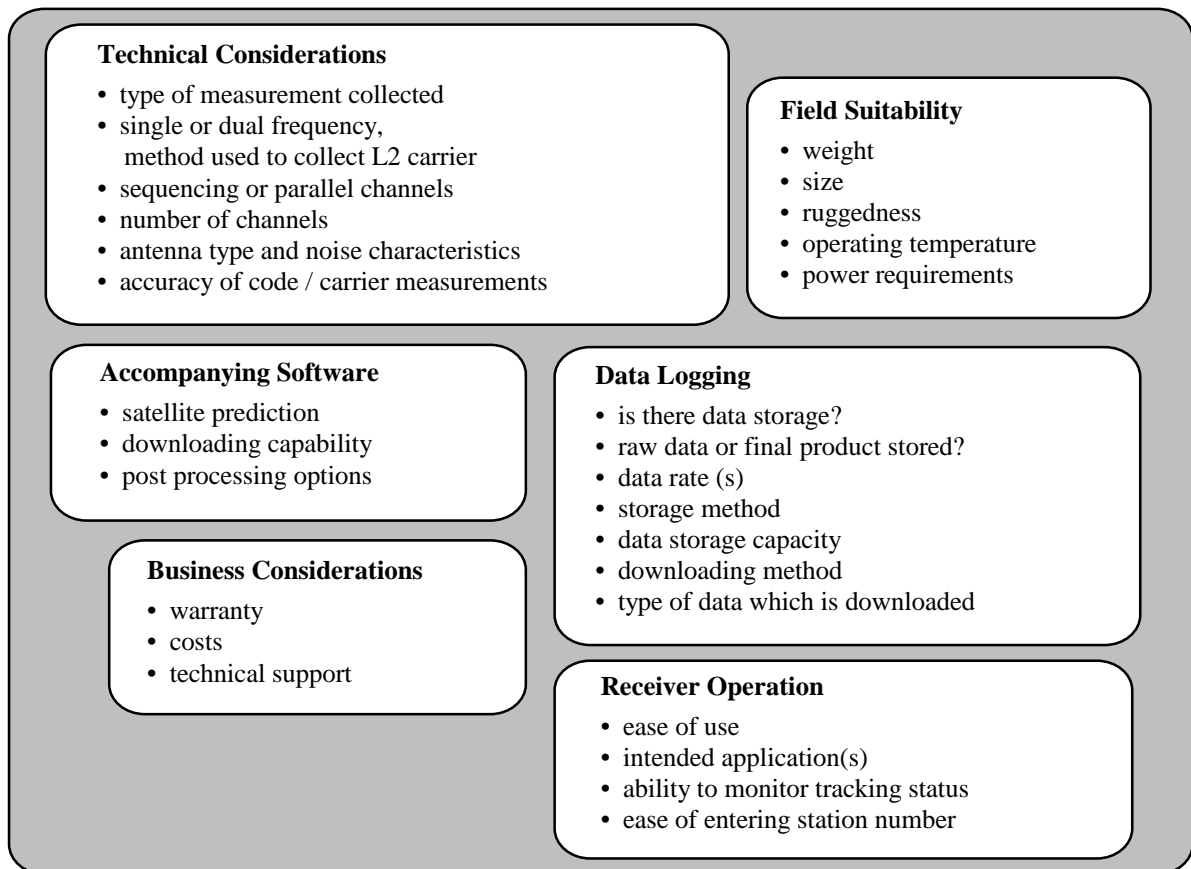 Technical Considerations
• type of measurement collected
• single or dual frequency,
method used to collect L2 carrier
• sequencing or parallel channels
• number of channels
• antenna type and noise characteristics
• accuracy of code / carrier measurements
Field Suitability
• weight
• size
• ruggedness
• operating temperature
• power requirements
Accompanying Software
• satellite prediction
• downloading capability
• post processing options
Data Logging
• is there data storage?
• raw data or final product stored?
• data rate (s)
• storage method
• data storage capacity
• downloading method
• type of data which is downloaded
Business Considerations
• warranty
• costs
• technical support
Receiver Operation
• ease of use
• intended application(s)
• ability to monitor tracking status
• ease of entering station number